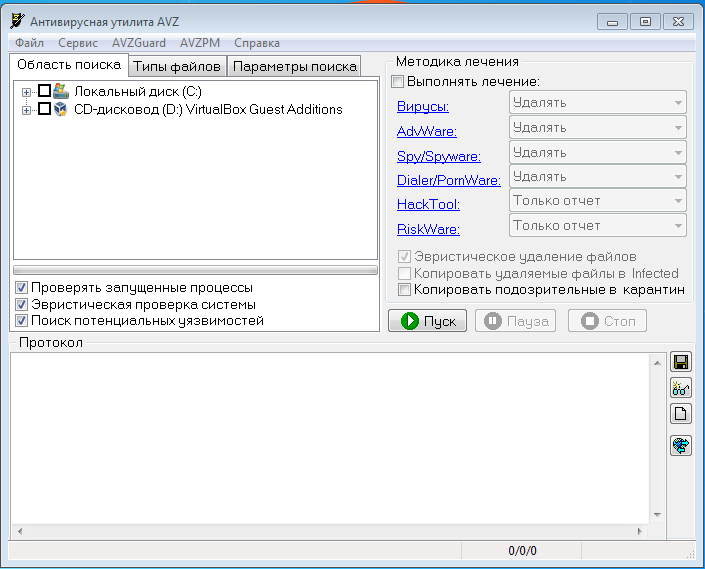 Антивирусная утилита AVZ
Файл Сервис AVZGuard AVZPM Справка
Область поиска Типы файлов Параметры поиска
Локальный диск (C:)
CD-дисковод (D:) VirtualBox Guest Additions
Проверять запущенные процессы
Эвристическая проверка системы
Поиск потенциальных уязвимостей
Методика лечения
Выполнять лечение:
Вирусы: Удалять
AdvWare: Удалять
Spy/Spyware: Удалять
Dialer/PornWare: Удалять
HackTool: Только отчет
RiskWare: Только отчет
Эвристическое удаление файлов
Копировать удаляемые файлы в Infected
Копировать подозрительные в карантин
Пуск Пауза Стоп
Протокол
0/0/0